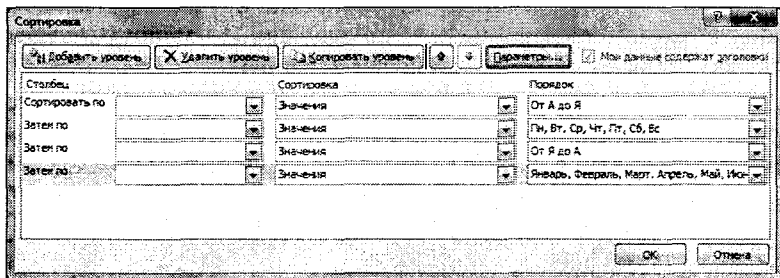 Сортировка
Добавить уровень Удалить уровень Копировать уровень Параметры... Мои данные содержат заголовки
Столбец Сортировка Порядок
Сортировать по Значения От А до Я
Затем по Значения Пн, Вт, Ср, Чт, Пт, Сб, Вс
Затем по Значения От Я до А
Затем по Значения Январь, Февраль, Март, Апрель, Май, Июн
OK Отмена